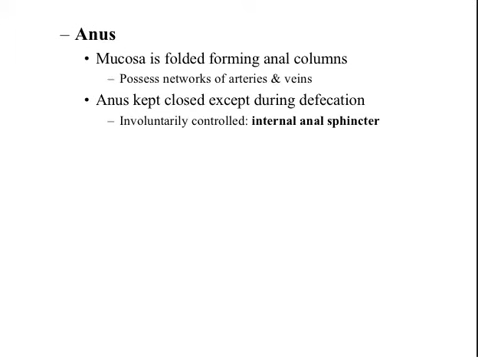 – Anus
• Mucosa is folded forming anal columns
– Possess networks of arteries & veins
• Anus kept closed except during defecation
– Involuntarily controlled: internal anal sphincter